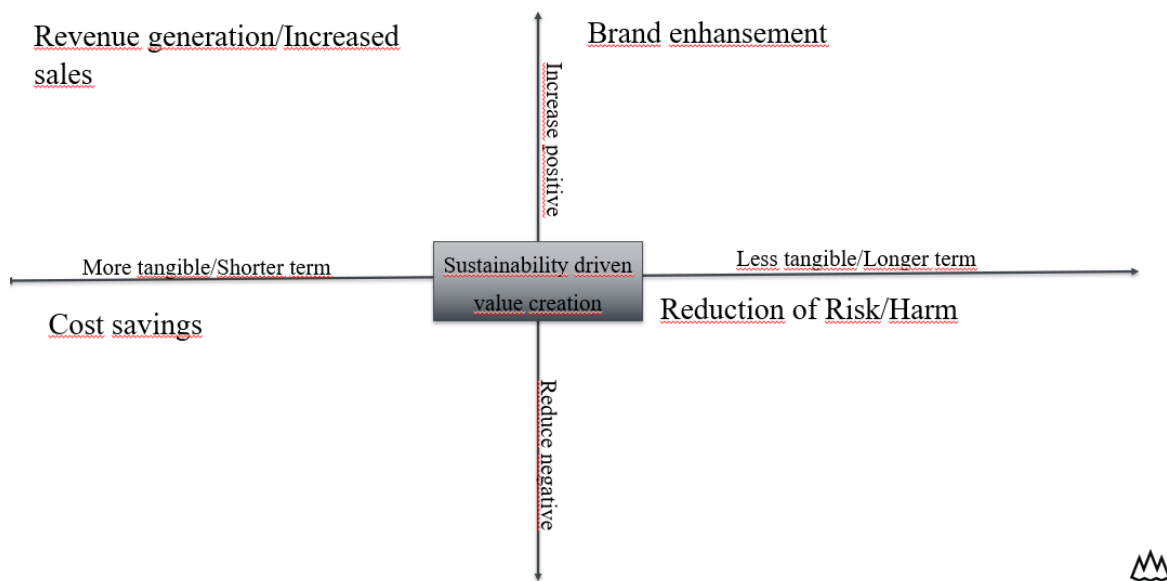 Revenue generation/Increased
sales
Brand enhansement
Increase positive
More tangible/Shorter term
Sustainability driven
value creation
Less tangible/Longer term
Cost savings
Reduction of Risk/Harm
Reduce negative